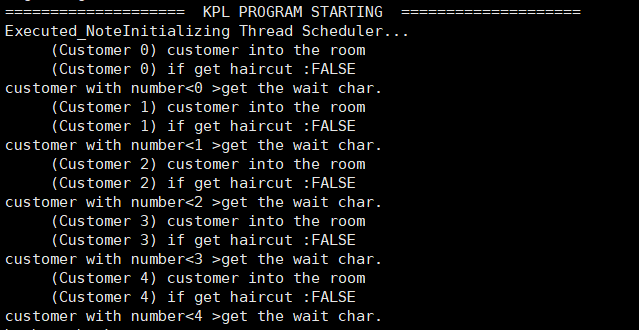 ====================  KPL PROGRAM STARTING  ====================
Executed_NoteInitializing Thread Scheduler...
     (Customer 0) customer into the room
     (Customer 0) if get haircut :FALSE
customer with number<0 >get the wait char.
     (Customer 1) customer into the room
     (Customer 1) if get haircut :FALSE
customer with number<1 >get the wait char.
     (Customer 2) customer into the room
     (Customer 2) if get haircut :FALSE
customer with number<2 >get the wait char.
     (Customer 3) customer into the room
     (Customer 3) if get haircut :FALSE
customer with number<3 >get the wait char.
     (Customer 4) customer into the room
     (Customer 4) if get haircut :FALSE
customer with number<4 >get the wait char.